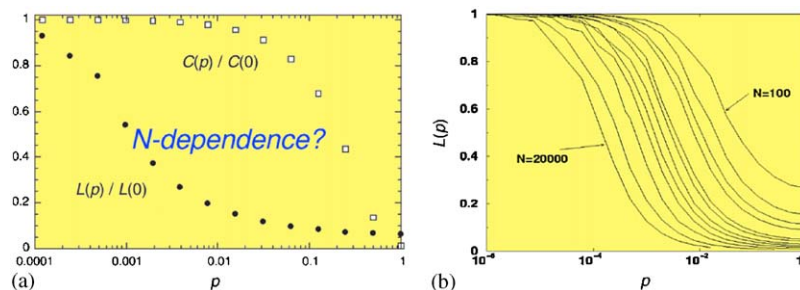 1
0.8
0.6
0.4
0.2
0
C(p) / C(0)
N-dependence?
L(p) / L(0)
0.0001 0.001 0.01 0.1 1
(a)
p
1
0.8
0.6
0.4
0.2
0
L(p)
N=100
N=20000
10⁻⁶ 10⁻⁴ 10⁻² 1
(b)
p